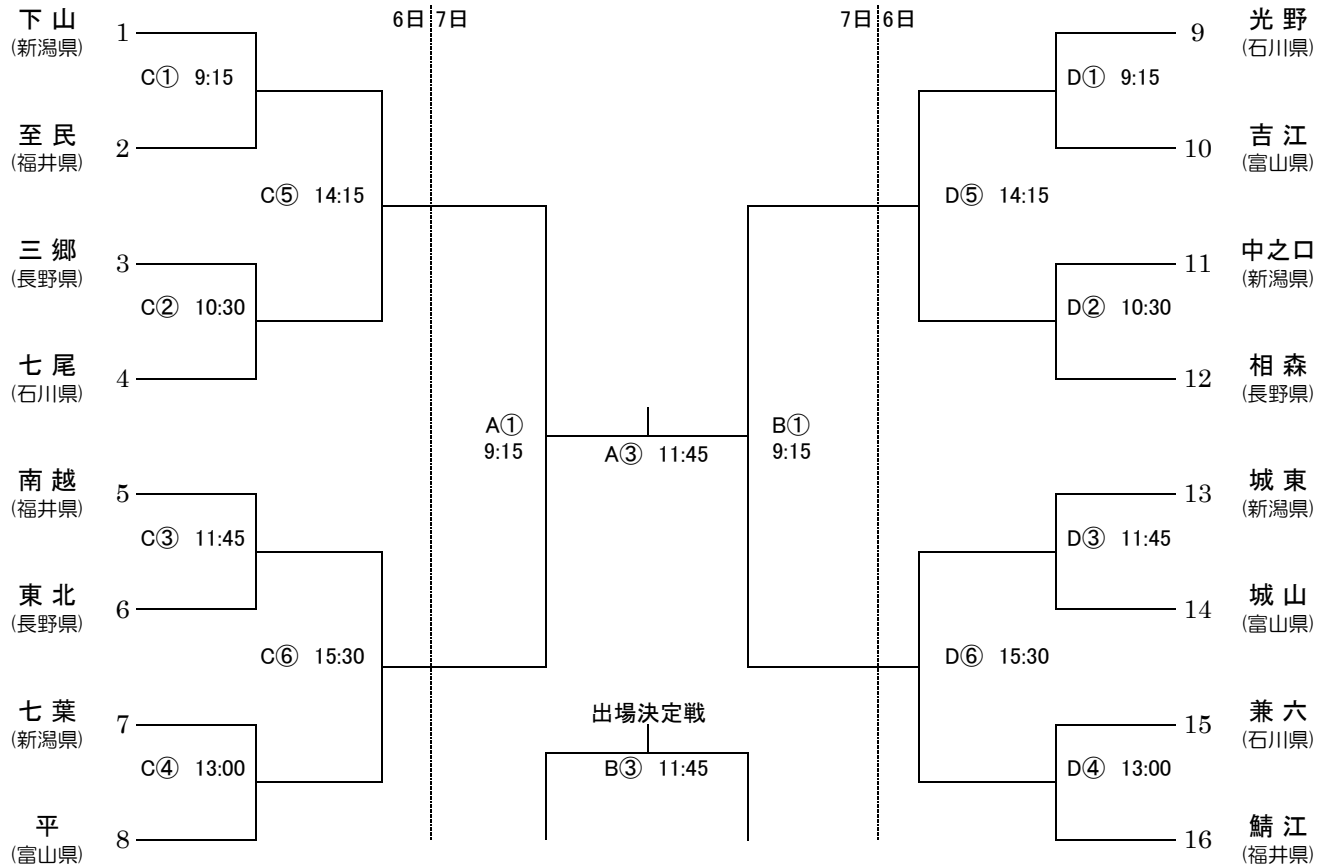 6日 7日
7日 6日
下山
(新潟県)
1
C① 9:15
至民
(福井県)
2
C⑤ 14:15
三郷
(長野県)
3
C② 10:30
七尾
(石川県)
4
A①
9:15
南越
(福井県)
5
C③ 11:45
東北
(長野県)
6
C⑥ 15:30
七葉
(新潟県)
7
C④ 13:00
平
(富山県)
8
A③ 11:45
出場決定戦
B③ 11:45
9
光野
(石川県)
D① 9:15
10
吉江
(富山県)
D⑤ 14:15
11
中之口
(新潟県)
D② 10:30
12
相森
(長野県)
B①
9:15
13
城東
(新潟県)
D③ 11:45
14
城山
(富山県)
D⑥ 15:30
15
兼六
(石川県)
D④ 13:00
16
鯖江
(福井県)